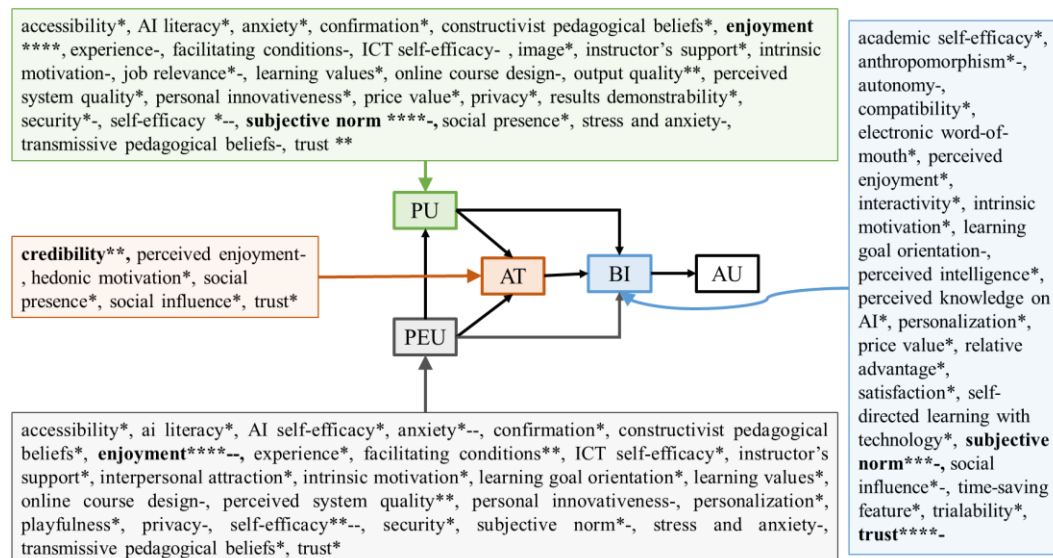 accessibility*, AI literacy*, anxiety*, confirmation*, constructivist pedagogical beliefs*, enjoyment
****, experience-, facilitating conditions-, ICT self-efficacy- , image*, instructor's support*, intrinsic
motivation-, job relevance*-, learning values*, online course design-, output quality**, perceived
system quality*, personal innovativeness*, price value*, privacy*, results demonstrability*,
security*-, self-efficacy *--, subjective norm ****-, social presence*, stress and anxiety-,
transmissive pedagogical beliefs-, trust **
PU
credibility**, perceived enjoyment-
, hedonic motivation*, social
presence*, social influence*, trust*
AT
BI
AU
PEU
accessibility*, ai literacy*, AI self-efficacy*, anxiety*--, confirmation*, constructivist pedagogical
beliefs*, enjoyment****--, experience*, facilitating conditions**, ICT self-efficacy*, instructor's
support*, interpersonal attraction*, intrinsic motivation*, learning goal orientation*, learning values*,
online course design-, perceived system quality**, personal innovativeness-, personalization*,
playfulness*, privacy-, self-efficacy**--, security*, subjective norm*-, stress and anxiety-,
transmissive pedagogical beliefs*, trust*
academic self-efficacy*,
anthropomorphism*-,
autonomy-,
compatibility*,
electronic word-of-
mouth*, perceived
enjoyment*,
interactivity*, intrinsic
motivation*, learning
goal orientation-,
perceived intelligence*,
perceived knowledge on
AI*, personalization*,
price value*, relative
advantage*,
satisfaction*, self-
directed learning with
technology*, subjective
norm***-, social
influence*-, time-saving
feature*, trialability*,
trust****-